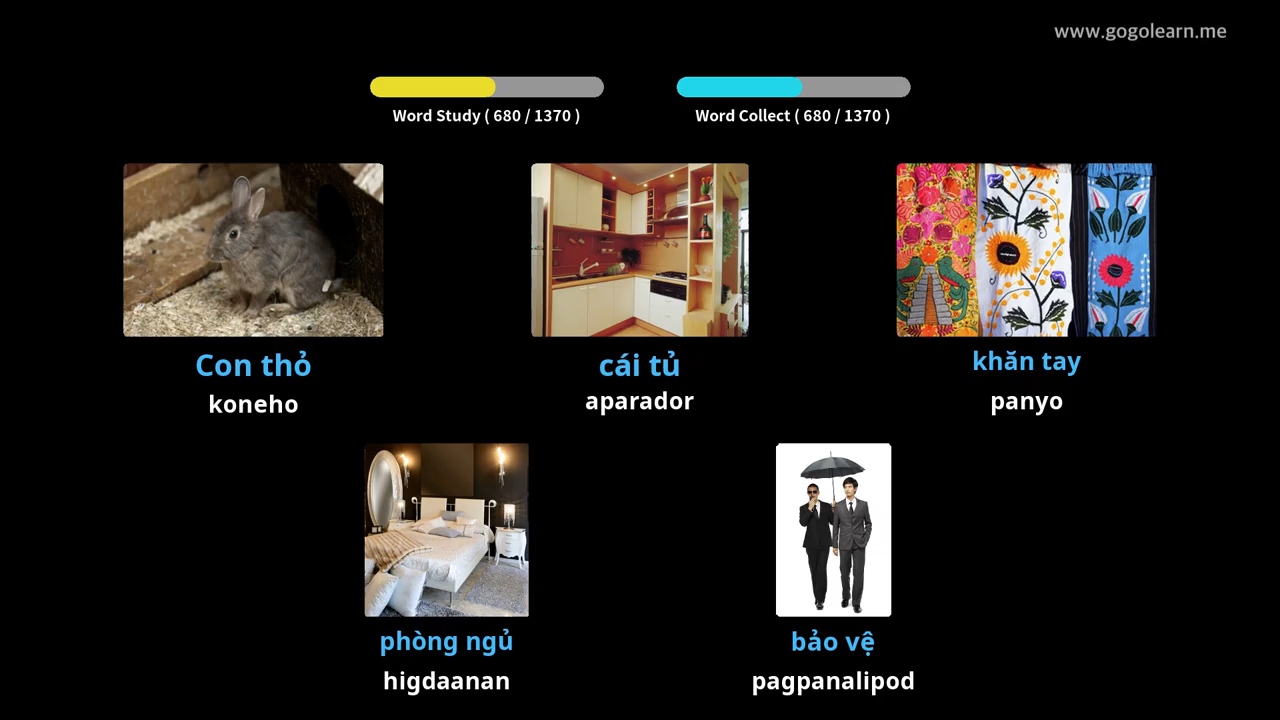 www.gogolearn.me
Word Study ( 680 / 1370 )
Word Collect ( 680 / 1370 )
Con thỏ
koneho
cái tủ
aparador
khăn tay
panyo
phòng ngủ
higdaanan
bảo vệ
pagpanalipod